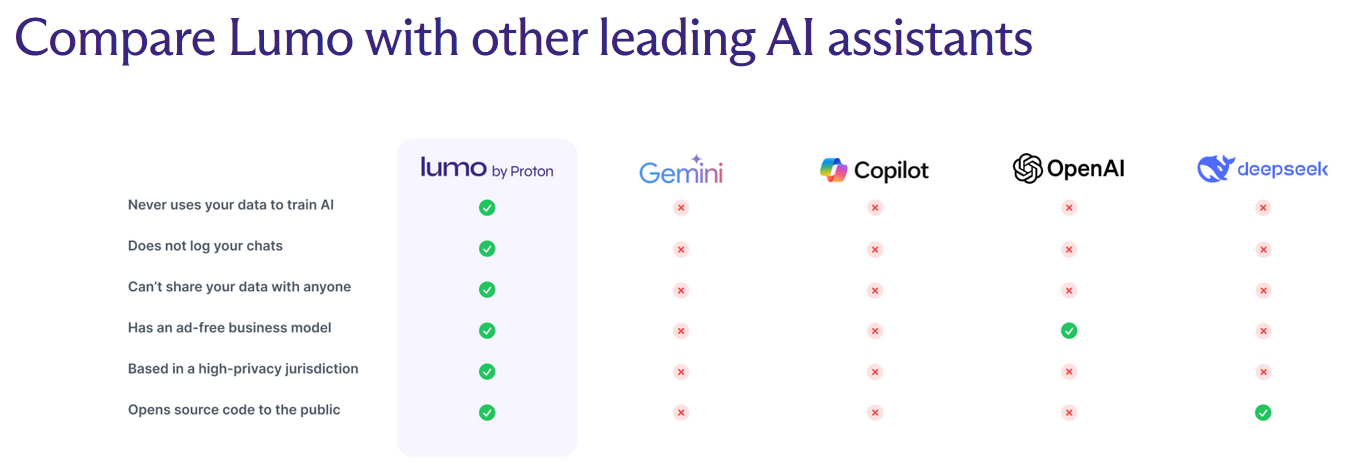 Compare Lumo with other leading AI assistants
lumo by Proton
Gemini
Copilot
OpenAI
deepseek
Never uses your data to train AI
Does not log your chats
Can't share your data with anyone
Has an ad-free business model
Based in a high-privacy jurisdiction
Opens source code to the public